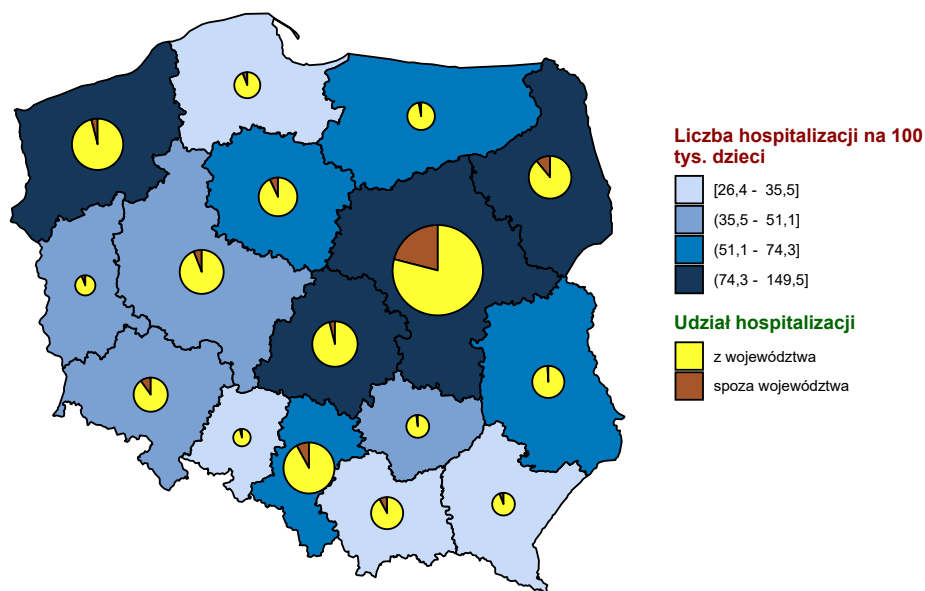 Liczba hospitalizacji na 100
tys. dzieci
[26,4 - 35,5]
(35,5 - 51,1]
(51,1 - 74,3]
(74,3 - 149,5]
Udział hospitalizacji
z województwa
spoza województwa